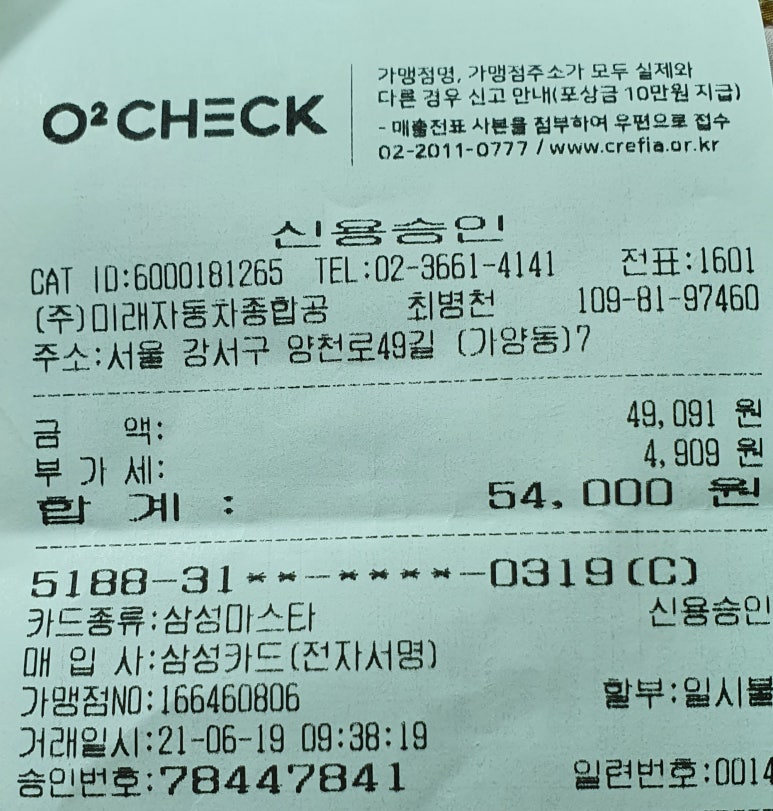 O²CHECK
가맹점명, 가맹점주소가 모두 실제와
다른 경우 신고 안내(포상금 10만원 지급)
- 매출전표 사본을 첨부하여 우편으로 접수
02-2011-0777 / www.crefia.or.kr
신용승인
CAT ID:6000181265 TEL:02-3661-4141 전표:1601
(주)미래자동차종합공 최병천 109-81-97460
주소:서울 강서구 양천로49길 (가양동)7
금 액: 49,091 원
부 가 세: 4,909 원
합 계 : 54,000 원
5188-31**-****-0319(C)
카드종류:삼성마스타 신용승인
매 입 사:삼성카드(전자서명)
가맹점NO:166460806 할부:일시불
거래일시:21-06-19 09:38:19
승인번호:78447841 일련번호:0014